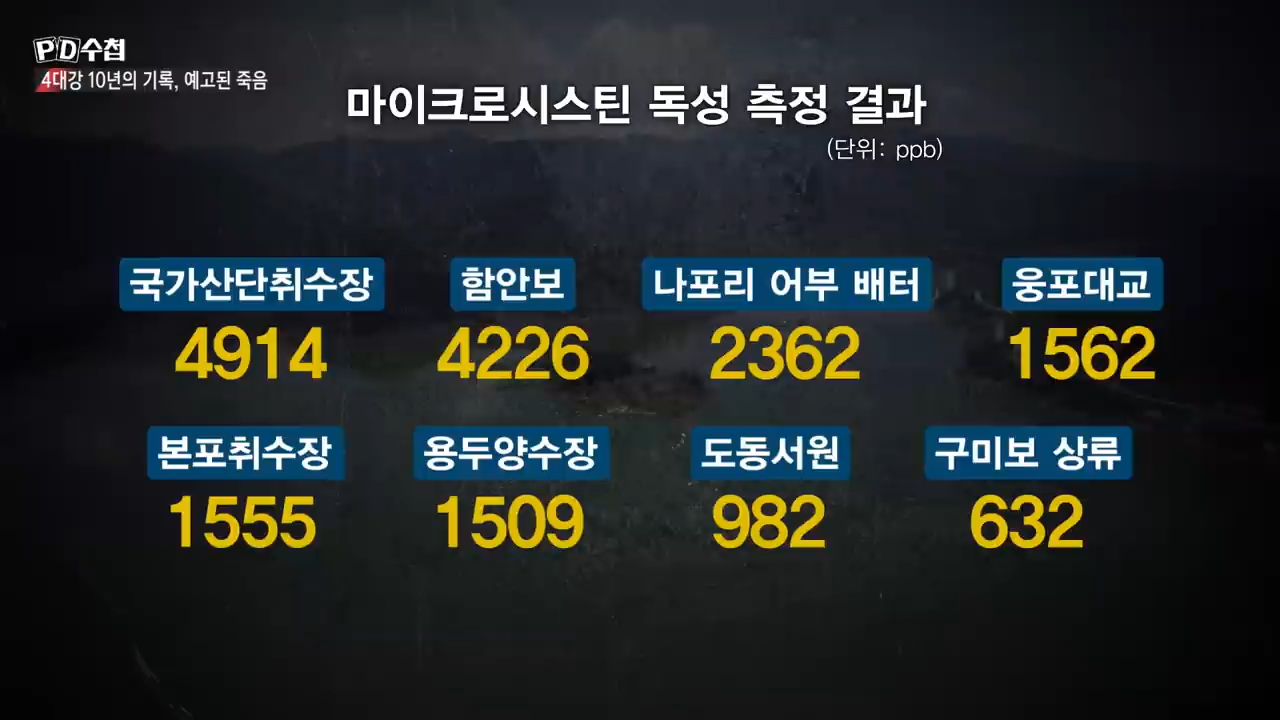 PD수첩
4대강 10년의 기록, 예고된 죽음
마이크로시스틴 독성 측정 결과
(단위: ppb)
국가산단취수장 함안보 나포리 어부 배터 웅포대교
4914 4226 2362 1562
본포취수장 용두양수장 도동서원 구미보 상류
1555 1509 982 632